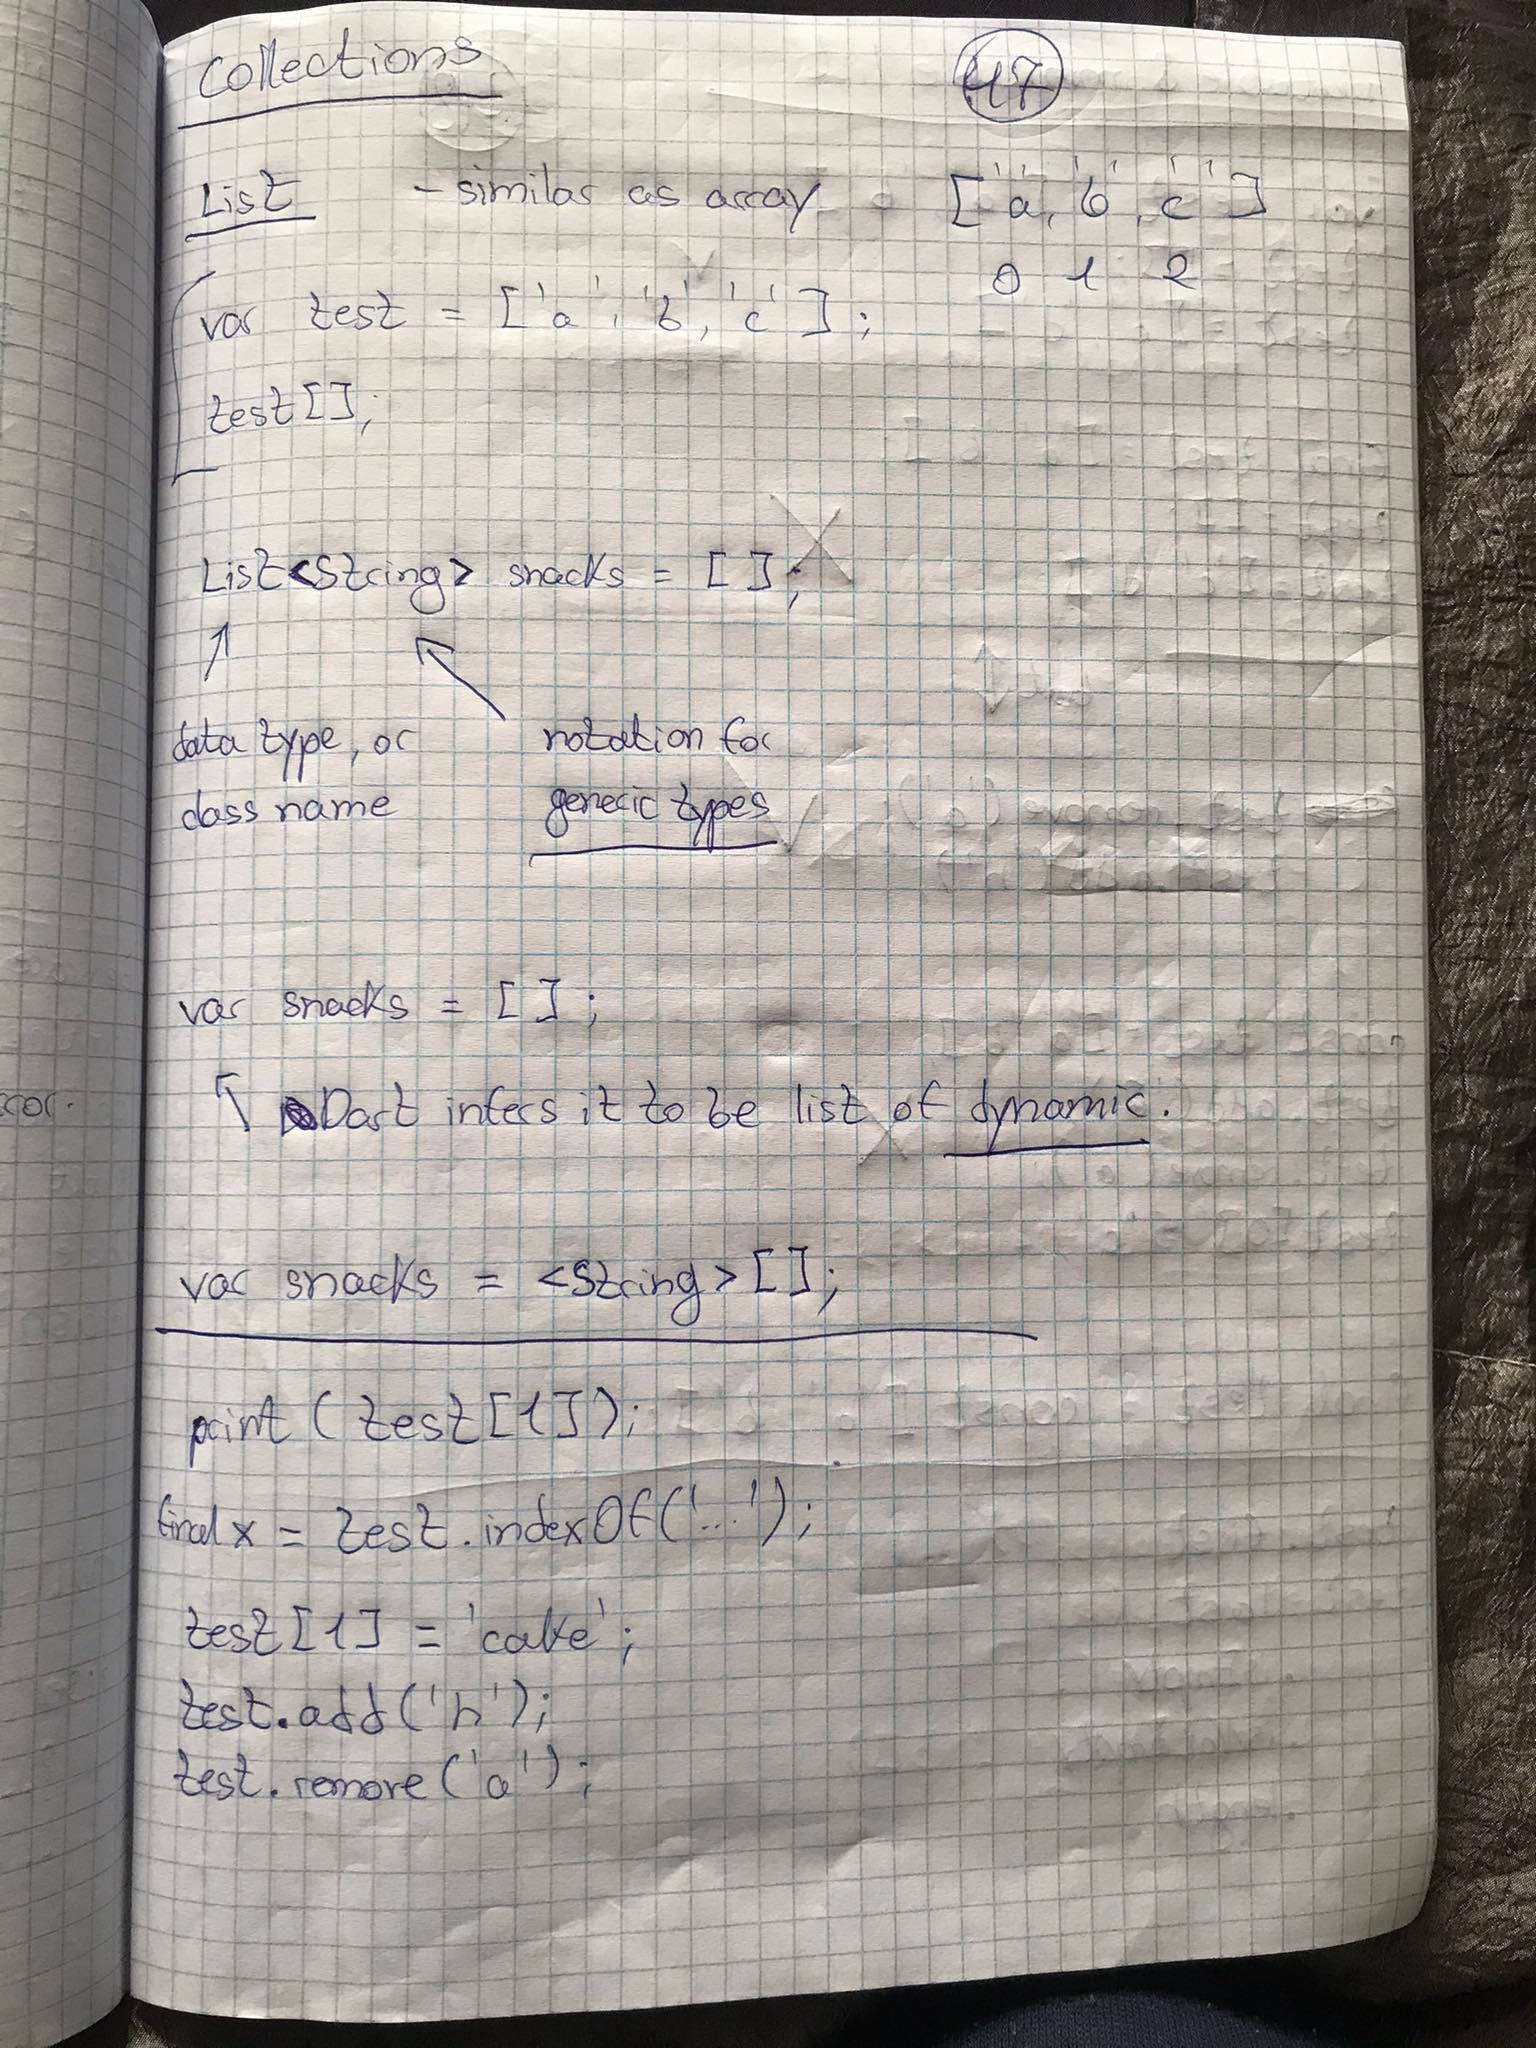 Collections
47
List - similar as array ['a', 'b', 'c']
0 1 2
var test = ['a', 'b', 'c'];
test[];
List<String> snacks = [];
data type, or
class name
notation for
generic types
var snacks = [];
Dart infers it to be list of dynamic.
var snacks = <String>[];
print(test[1]);
final x = test.indexOf('...');
test[1] = 'cake';
test.add('h');
test.remove('a');